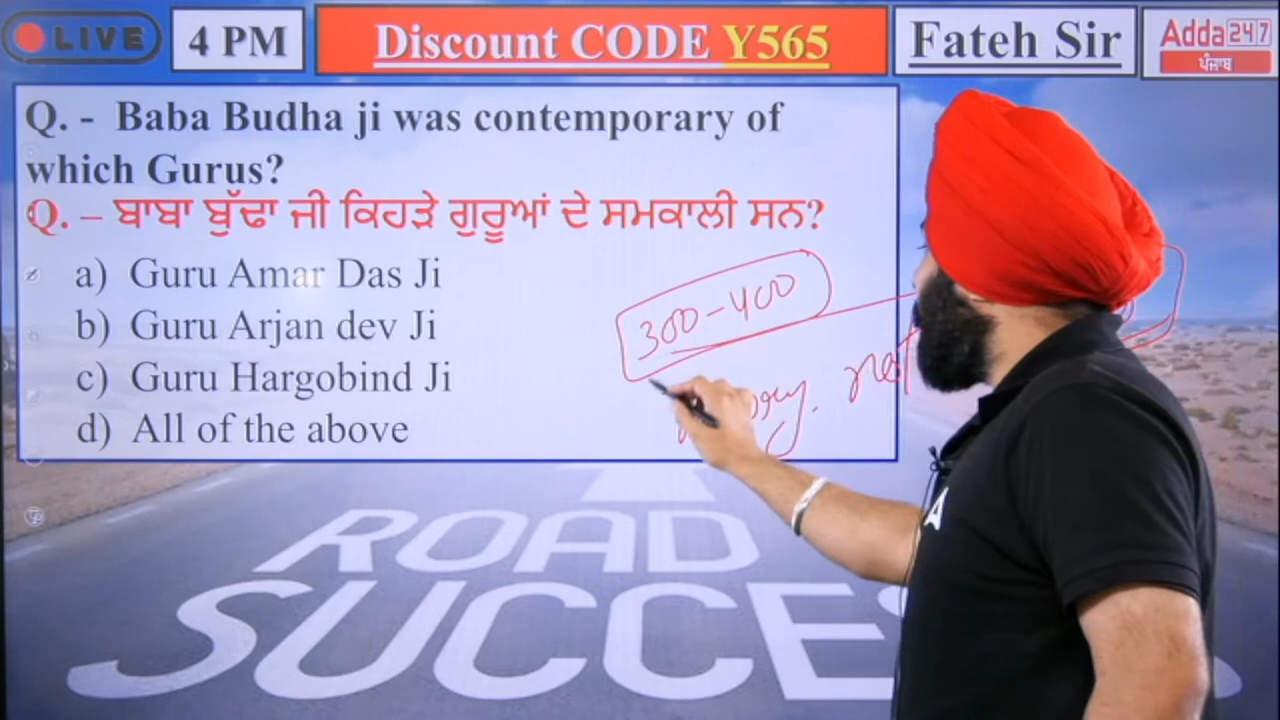 LIVE
4 PM
Discount CODE Y565
Fateh Sir
Adda247
ਪੰਜਾਬ
Q. - Baba Budha ji was contemporary of
which Gurus?
Q. – ਬਾਬਾ ਬੁੱਢਾ ਜੀ ਕਿਹੜੇ ਗੁਰੂਆਂ ਦੇ ਸਮਕਾਲੀ ਸਨ?
a) Guru Amar Das Ji
b) Guru Arjan dev Ji
c) Guru Hargobind Ji
d) All of the above
300-400
not
ROAD
SUCCES